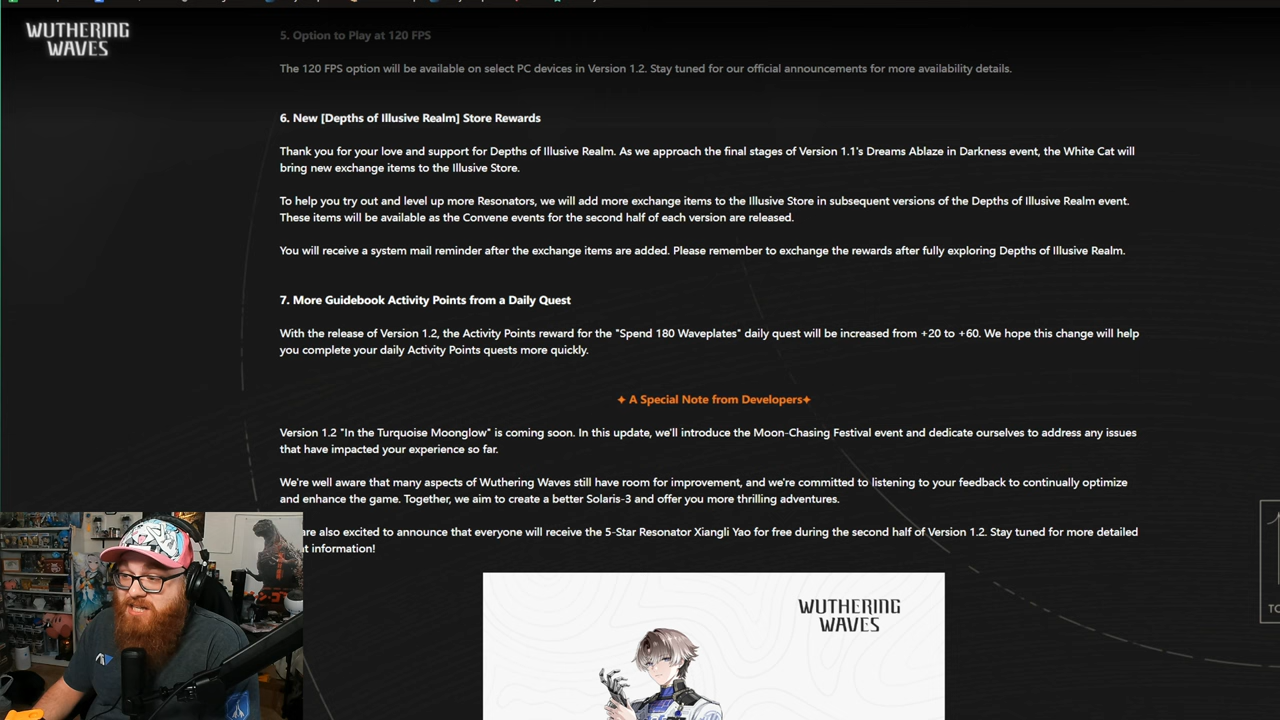 WUTHERING
WAVES
5. Option to Play at 120 FPS
The 120 FPS option will be available on select PC devices in Version 1.2. Stay tuned for our official announcements for more availability details.
6. New [Depths of Illusive Realm] Store Rewards
Thank you for your love and support for Depths of Illusive Realm. As we approach the final stages of Version 1.1's Dreams Ablaze in Darkness event, the White Cat will
bring new exchange items to the Illusive Store.
To help you try out and level up more Resonators, we will add more exchange items to the Illusive Store in subsequent versions of the Depths of Illusive Realm event.
These items will be available as the Convene events for the second half of each version are released.
You will receive a system mail reminder after the exchange items are added. Please remember to exchange the rewards after fully exploring Depths of Illusive Realm.
7. More Guidebook Activity Points from a Daily Quest
With the release of Version 1.2, the Activity Points reward for the "Spend 180 Waveplates" daily quest will be increased from +20 to +60. We hope this change will help
you complete your daily Activity Points quests more quickly.
✦ A Special Note from Developers✦
Version 1.2 "In the Turquoise Moonglow" is coming soon. In this update, we'll introduce the Moon-Chasing Festival event and dedicate ourselves to address any issues
that have impacted your experience so far.
We're well aware that many aspects of Wuthering Waves still have room for improvement, and we're committed to listening to your feedback to continually optimize
and enhance the game. Together, we aim to create a better Solaris-3 and offer you more thrilling adventures.
are also excited to announce that everyone will receive the 5-Star Resonator Xiangli Yao for free during the second half of Version 1.2. Stay tuned for more detailed
information!
WUTHERING
WAVES